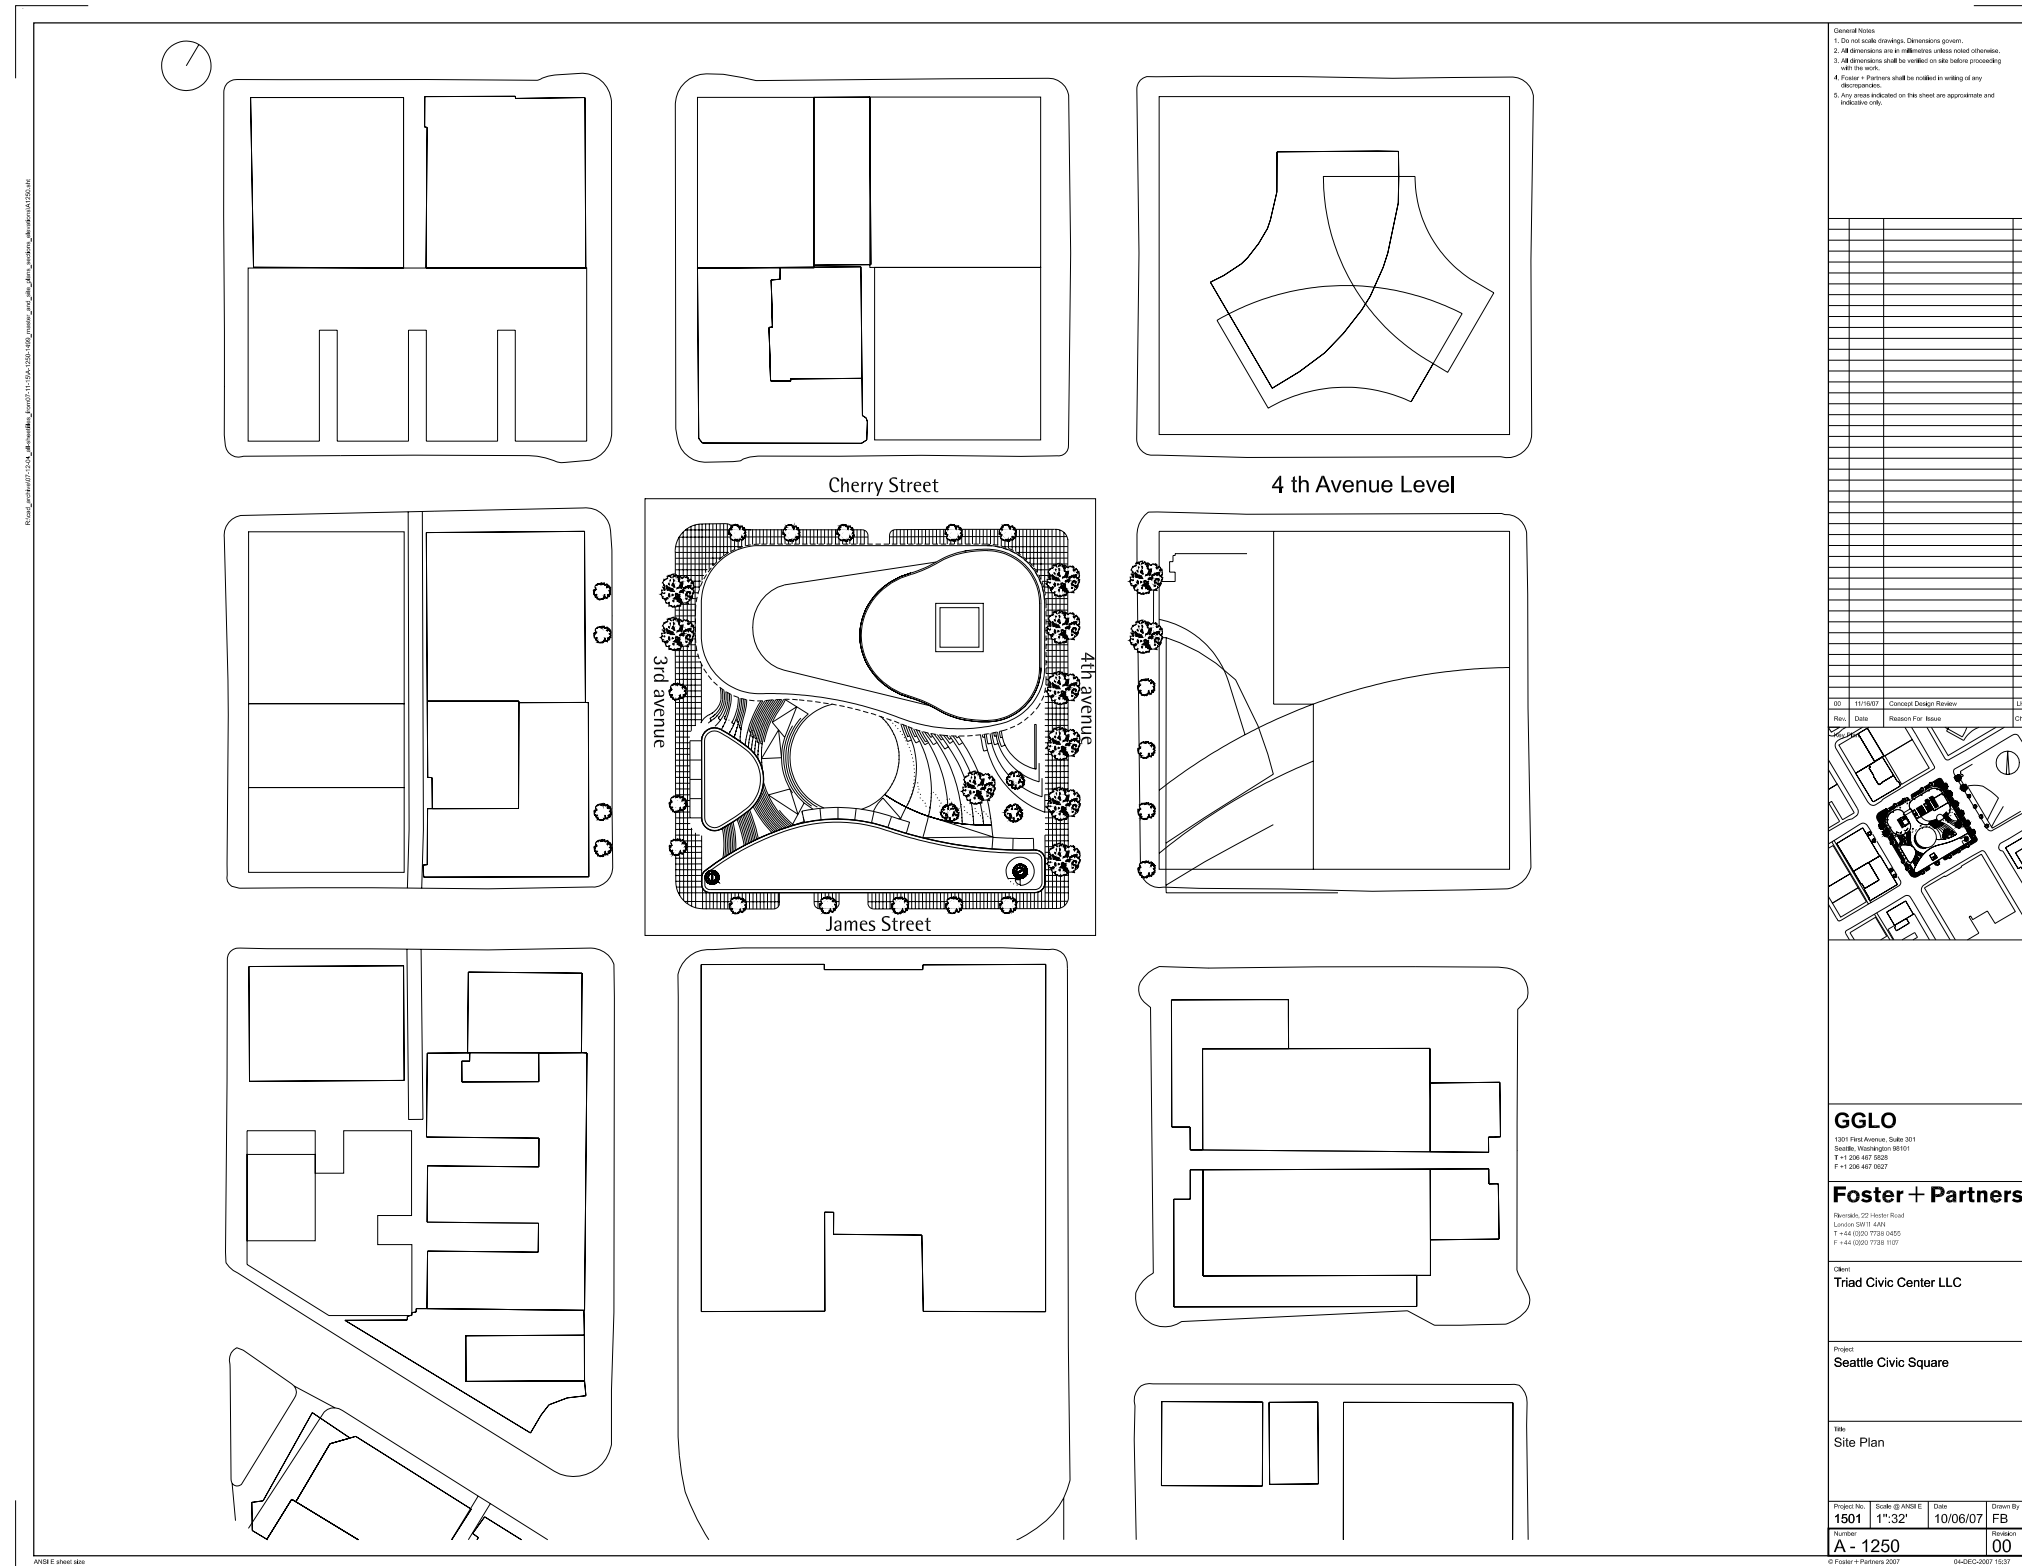 General Notes
1. Do not scale drawings. Dimensions govern.
2. All dimensions are in millimetres unless noted otherwise.
3. All dimensions shall be verified on site before proceeding
with the work.
4. Foster + Partners shall be notified in writing of any
discrepancies.
5. Any areas indicated on this sheet are approximate and
indicative only.
Cherry Street
4 th Avenue Level
3rd avenue
4th avenue
James Street
00 11/16/07 Concept Design Review
Rev. Date Reason For Issue
Key Plan
GGLO
1301 First Avenue, Suite 301
Seattle, Washington 98101
T +1 206 467 5828
F +1 206 467 0627
Foster + Partners
Riverside, 22 Hester Road
London SW11 4AN
T +44 (0)20 7738 0455
F +44 (0)20 7738 1107
Client
Triad Civic Center LLC
Project
Seattle Civic Square
Title
Site Plan
Project No. Scale @ ANSI E Date Drawn By
1501 1":32' 10/06/07 FB
Number Revision
A - 1250 00
© Foster + Partners 2007 04-DEC-2007 15:37
ANSI E sheet size